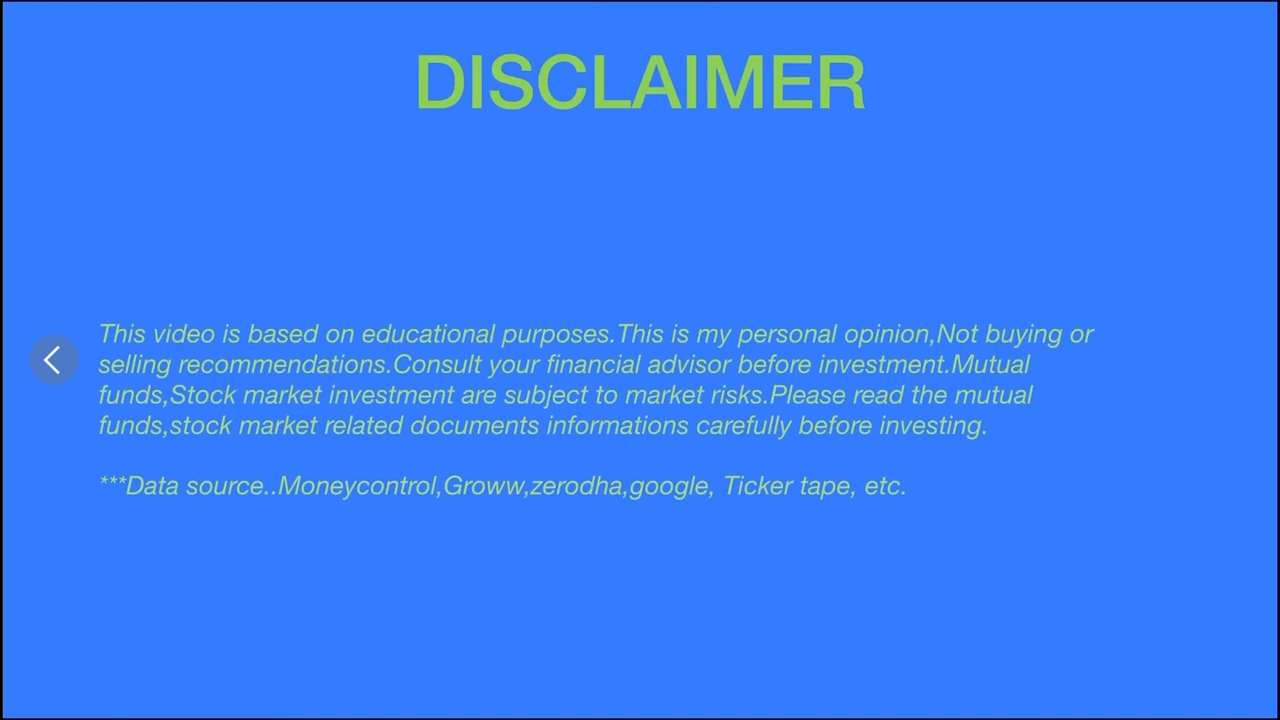 DISCLAIMER
This video is based on educational purposes.This is my personal opinion,Not buying or
selling recommendations.Consult your financial advisor before investment.Mutual
funds,Stock market investment are subject to market risks.Please read the mutual
funds,stock market related documents informations carefully before investing.
***Data source..Moneycontrol,Groww,zerodha,google, Ticker tape, etc.